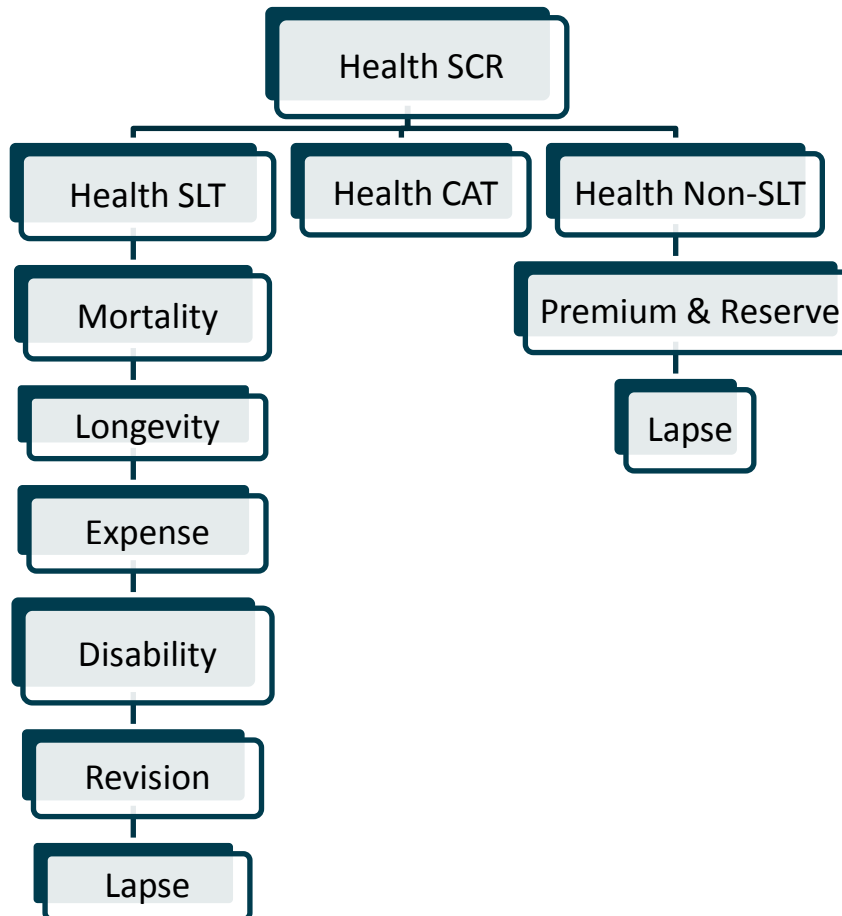 Health SCR
Health SLT
Health CAT
Health Non-SLT
Mortality
Premium & Reserve
Longevity
Lapse
Expense
Disability
Revision
Lapse